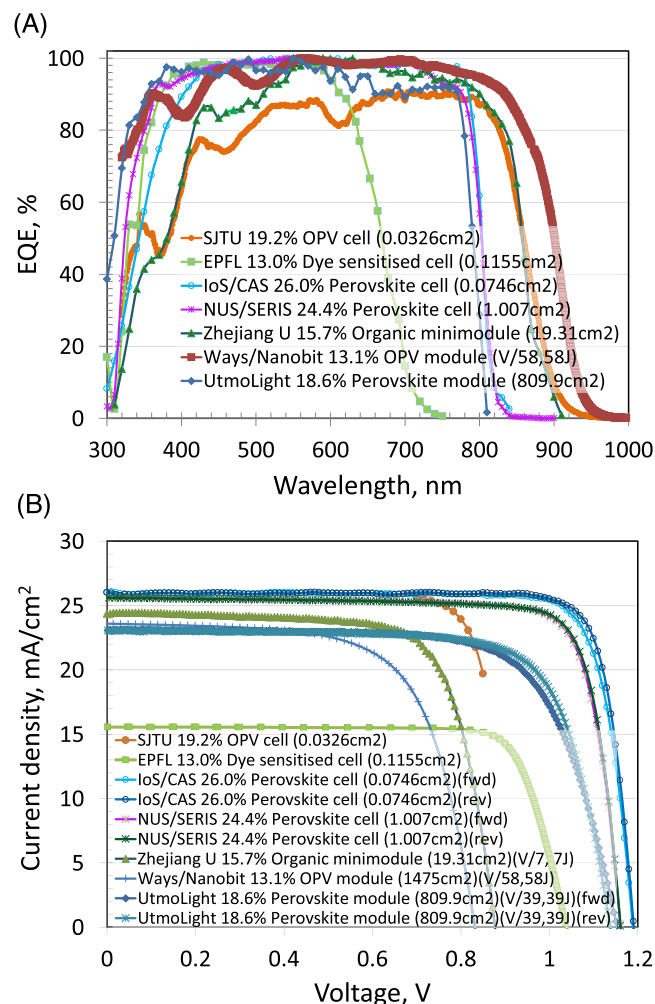 (A)
100
80
60
40
20
0
EQE, %
SJTU 19.2% OPV cell (0.0326cm2)
EPFL 13.0% Dye sensitised cell (0.1155cm2)
IoS/CAS 26.0% Perovskite cell (0.0746cm2)
NUS/SERIS 24.4% Perovskite cell (1.007cm2)
Zhejiang U 15.7% Organic minimodule (19.31cm2)
Ways/Nanobit 13.1% OPV module (V/58,58J)
UtmoLight 18.6% Perovskite module (809.9cm2)
300 400 500 600 700 800 900 1000
Wavelength, nm
(B)
30
25
20
15
10
5
0
Current density, mA/cm2
SJTU 19.2% OPV cell (0.0326cm2)
EPFL 13.0% Dye sensitised cell (0.1155cm2)
IoS/CAS 26.0% Perovskite cell (0.0746cm2)(fwd)
IoS/CAS 26.0% Perovskite cell (0.0746cm2)(rev)
NUS/SERIS 24.4% Perovskite cell (1.007cm2)(fwd)
NUS/SERIS 24.4% Perovskite cell (1.007cm2)(rev)
Zhejiang U 15.7% Organic minimodule (19.31cm2)(V/7,7J)
Ways/Nanobit 13.1% OPV module (1475cm2)(V/58,58J)
UtmoLight 18.6% Perovskite module (809.9cm2)(V/39,39J)(fwd)
UtmoLight 18.6% Perovskite module (809.9cm2)(V/39,39J)(rev)
0 0.2 0.4 0.6 0.8 1 1.2
Voltage, V